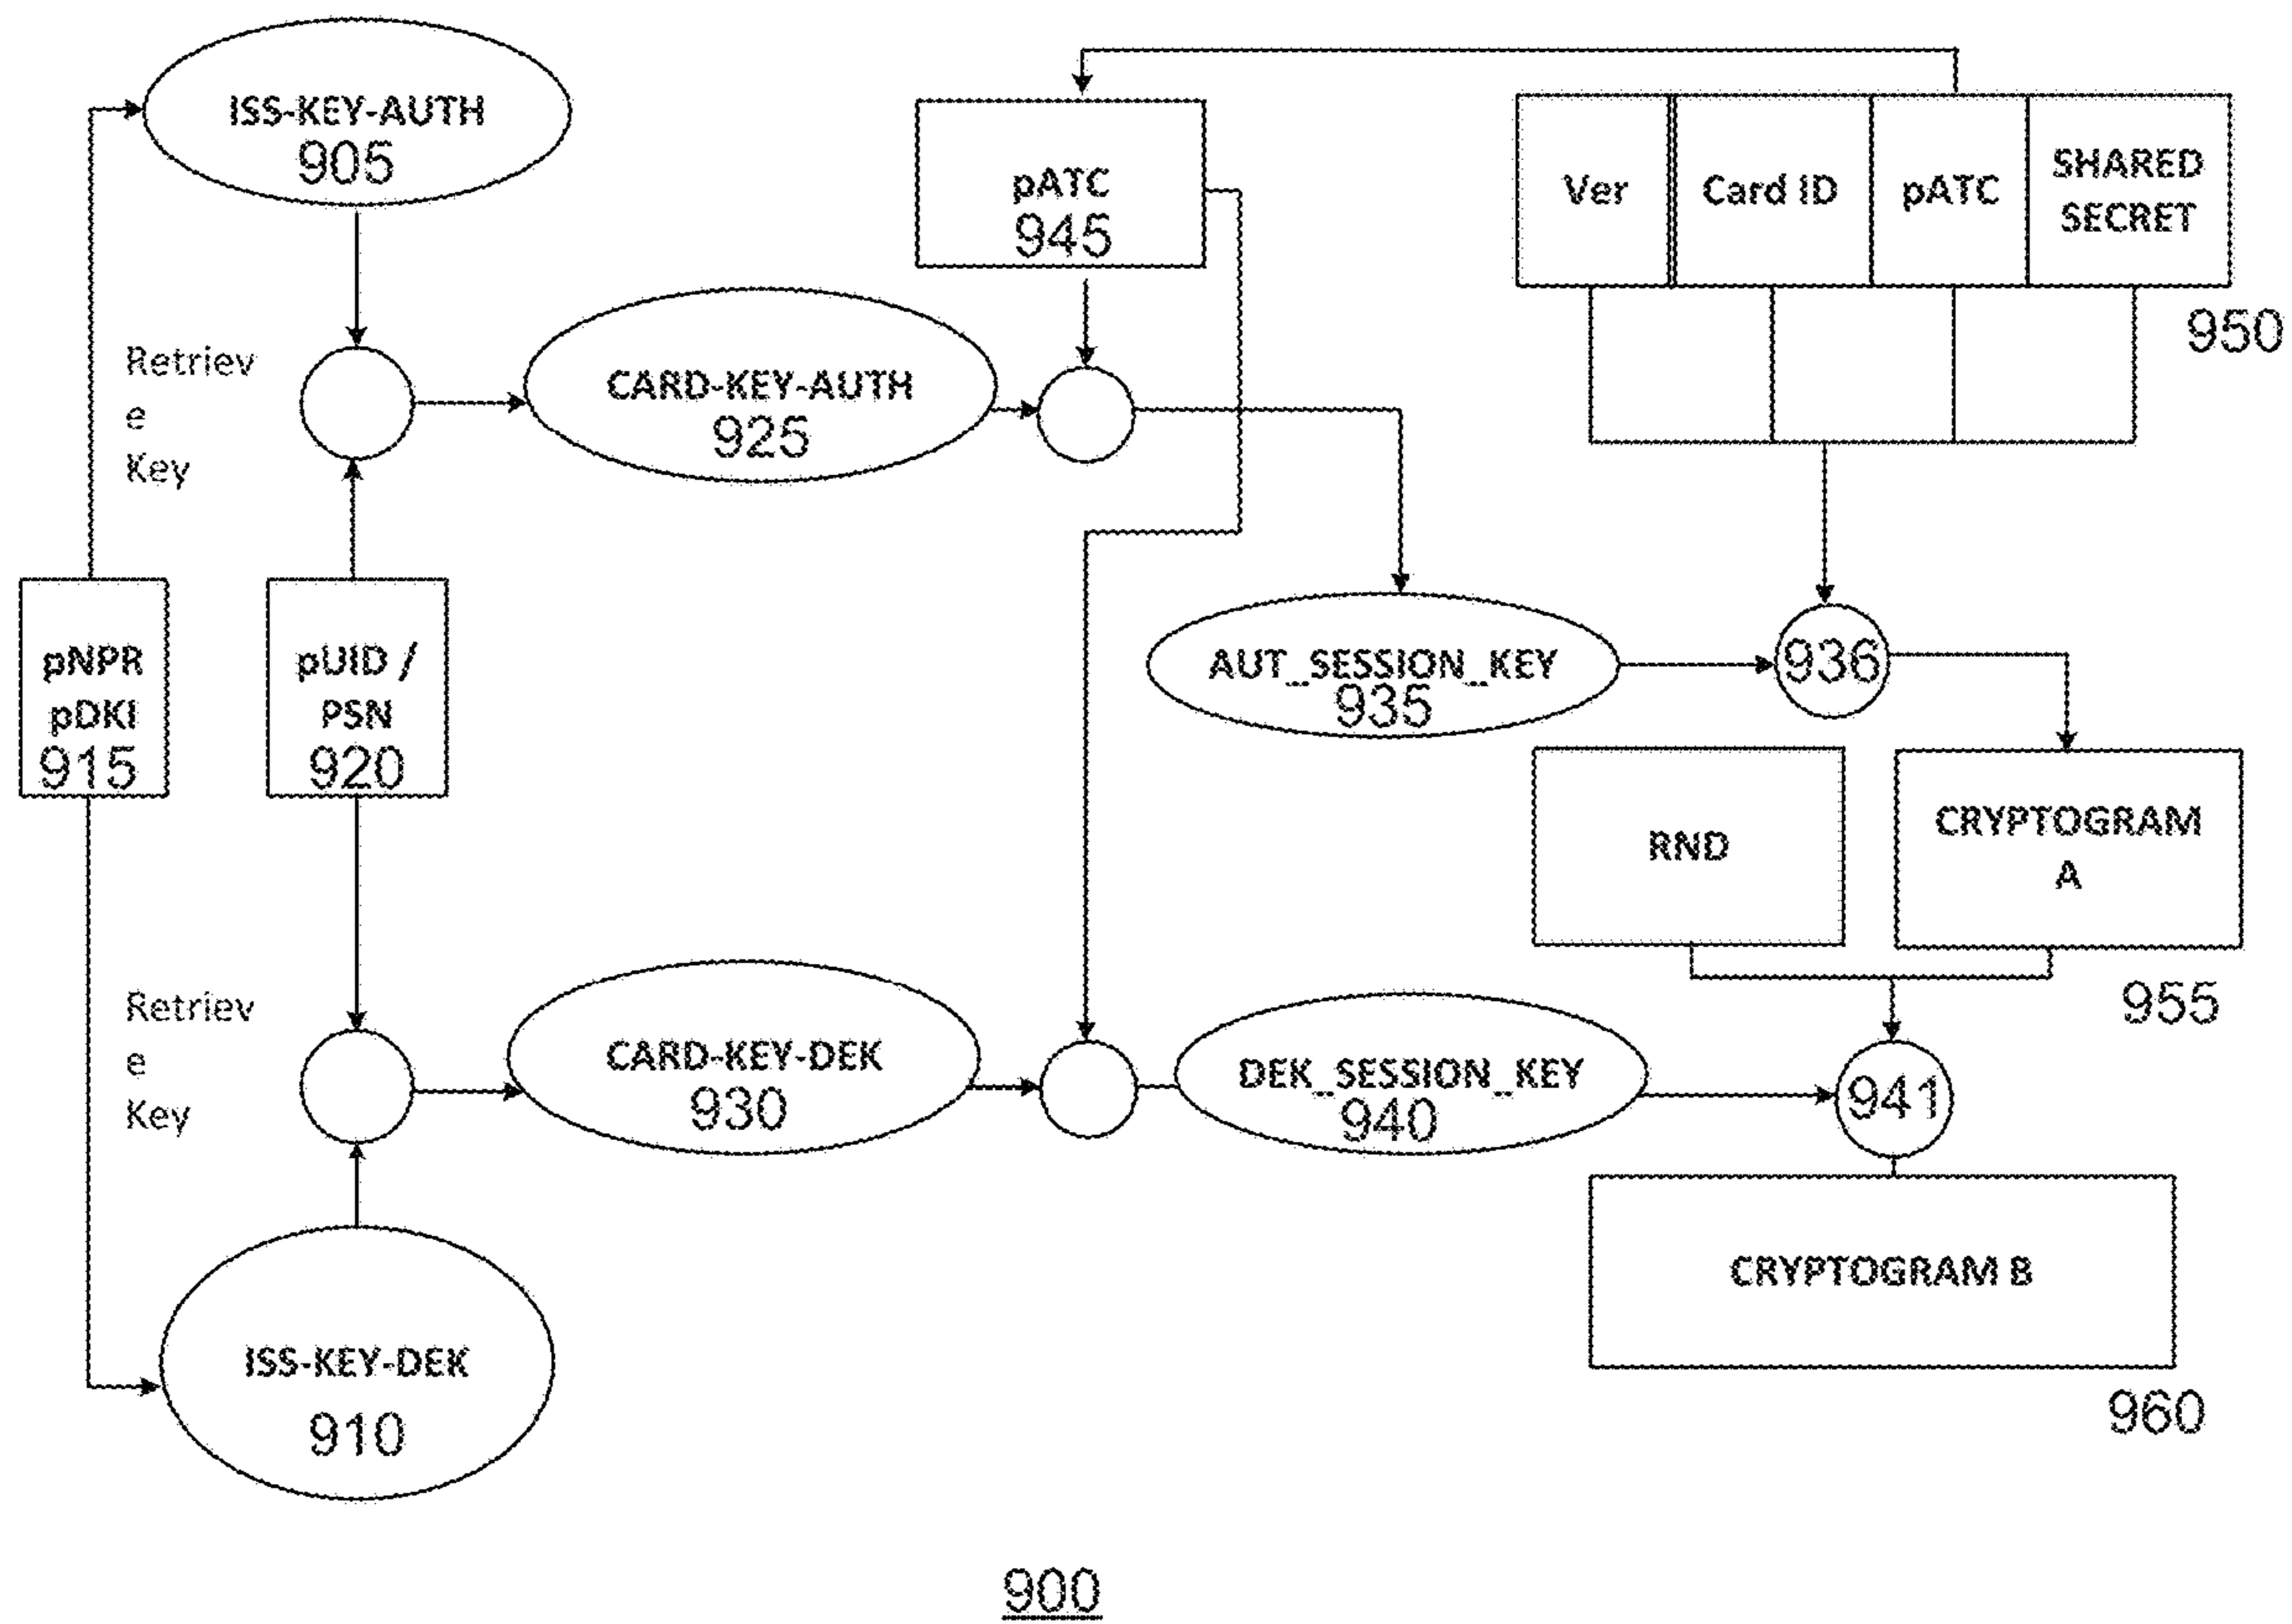 ISS-KEY-AUTH
905
pATC
945
Ver
Card ID
pATC
SHARED
SECRET
950
Retriev
e
Key
CARD-KEY-AUTH
925
pNPR
pDKI
915
pUID /
PSN
920
AUT_SESSION_KEY
935
936
RND
CRYPTOGRAM
A
955
Retriev
e
Key
CARD-KEY-DEK
930
DEK_SESSION_KEY
940
941
ISS-KEY-DEK
910
CRYPTOGRAM B
960
900